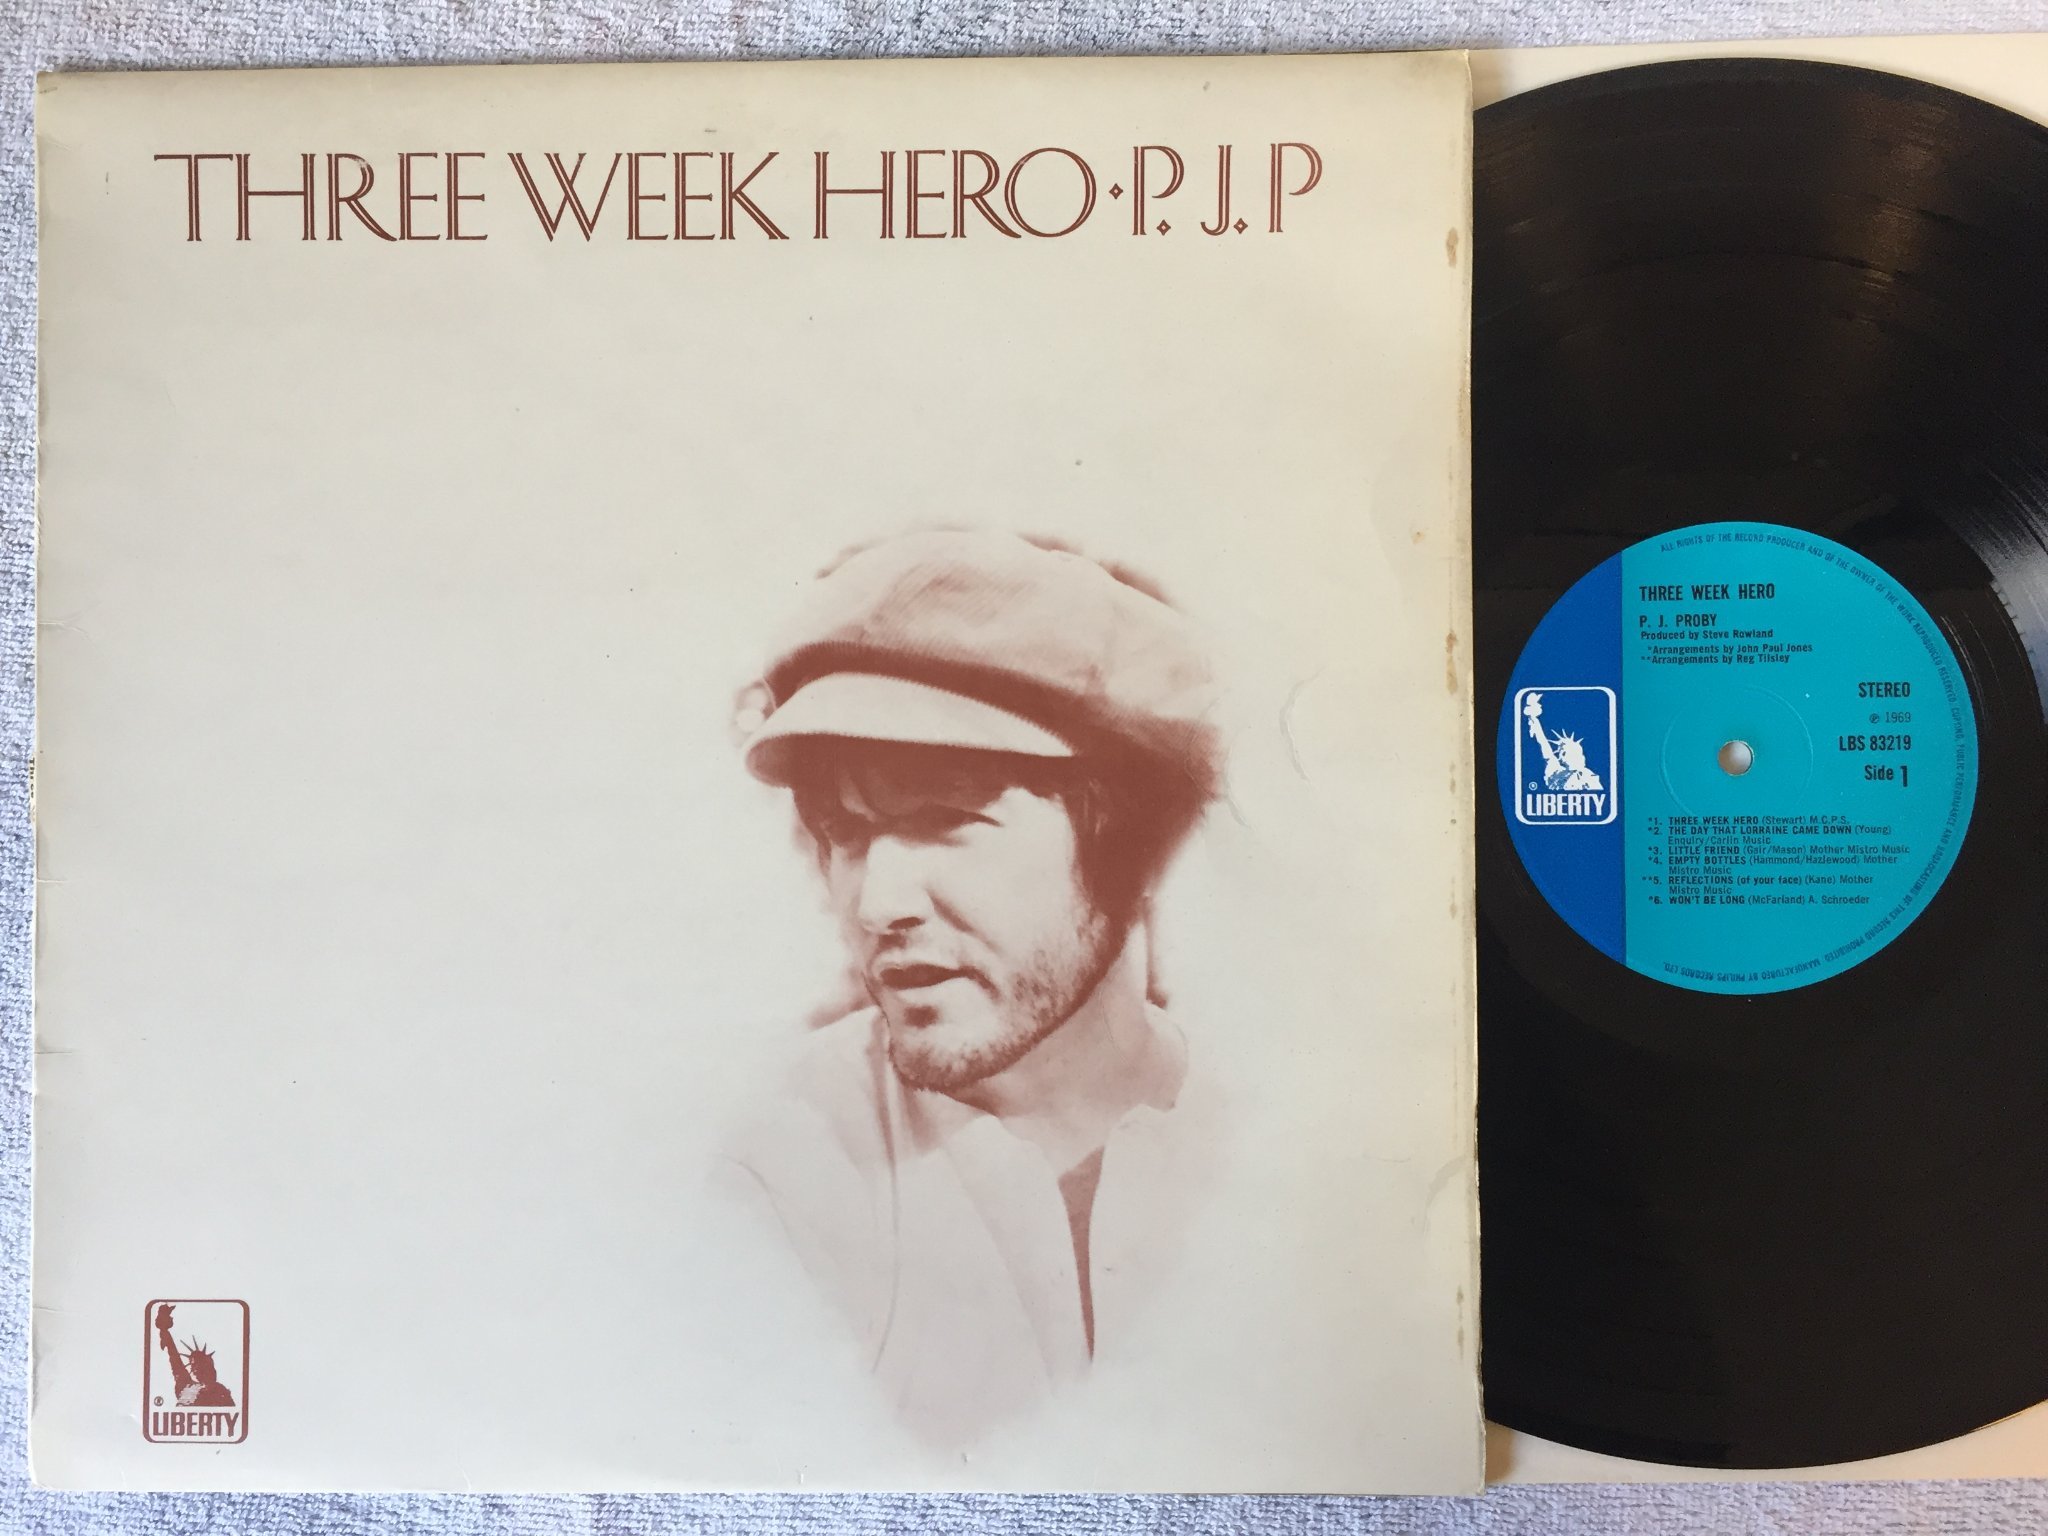 THREE WEEK HERO · P. J. P
LIBERTY
ALL RIGHTS OF THE RECORD PRODUCER AND OF THE OWNER OF THE WORK REPRODUCED RESERVED. COPYING, PUBLIC PERFORMANCE AND BROADCASTING OF THIS RECORD PROHIBITED. MANUFACTURED BY PHILIPS RECORDS LTD.
THREE WEEK HERO
P. J. PROBY
Produced by Steve Rowland
*Arrangements by John Paul Jones
**Arrangements by Reg Tilsley
STEREO
℗ 1969
LBS 83219
Side 1
® LIBERTY
*1. THREE WEEK HERO (Stewart) M.C.P.S.
*2. THE DAY THAT LORRAINE CAME DOWN (Young)
Enquiry/Carlin Music
*3. LITTLE FRIEND (Gair/Mason) Mother Mistro Music
*4. EMPTY BOTTLES (Hammond/Hazlewood) Mother
Mistro Music
**5. REFLECTIONS (of your face) (Kane) Mother
Mistro Music
*6. WON'T BE LONG (McFarland) A. Schroeder